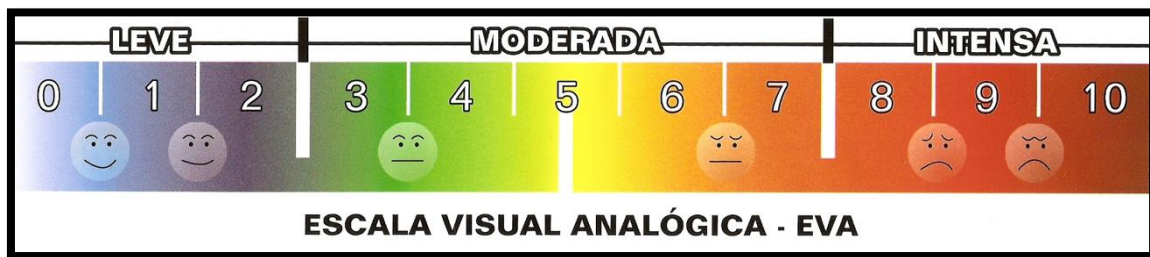 LEVE MODERADA INTENSA
0 1 2 3 4 5 6 7 8 9 10
ESCALA VISUAL ANALÓGICA - EVA